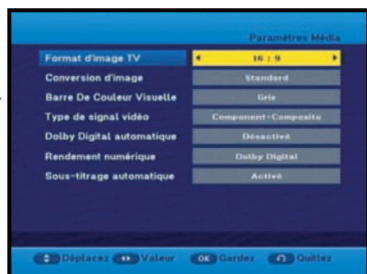 Paramètres Média
Format d'image TV 16 : 9
Conversion d'image Standard
Barre De Couleur Visuelle Gris
Type de signal vidéo Component+Composite
Dolby Digital automatique Désactivé
Rendement numérique Dolby Digital
Sous-titrage automatique Activé
Déplacez Valeur OK Gardez Quittez